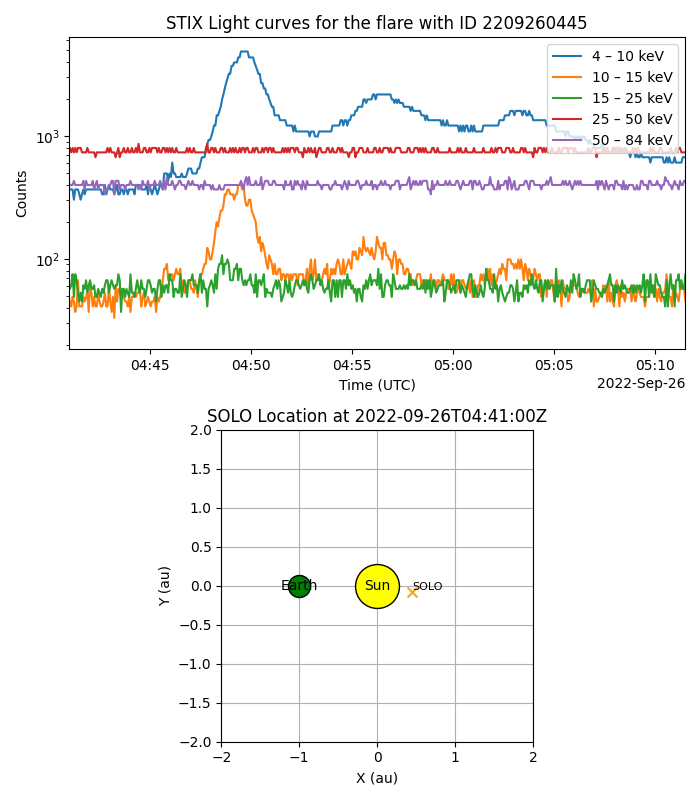 STIX Light curves for the flare with ID 2209260445
4 – 10 keV
10 – 15 keV
15 – 25 keV
25 – 50 keV
50 – 84 keV
10³
10²
Counts
04:45 04:50 04:55 05:00 05:05 05:10
Time (UTC)
2022-Sep-26
SOLO Location at 2022-09-26T04:41:00Z
2.0
1.5
1.0
0.5
0.0
−0.5
−1.0
−1.5
−2.0
Y (au)
Earth Sun SOLO
−2 −1 0 1 2
X (au)